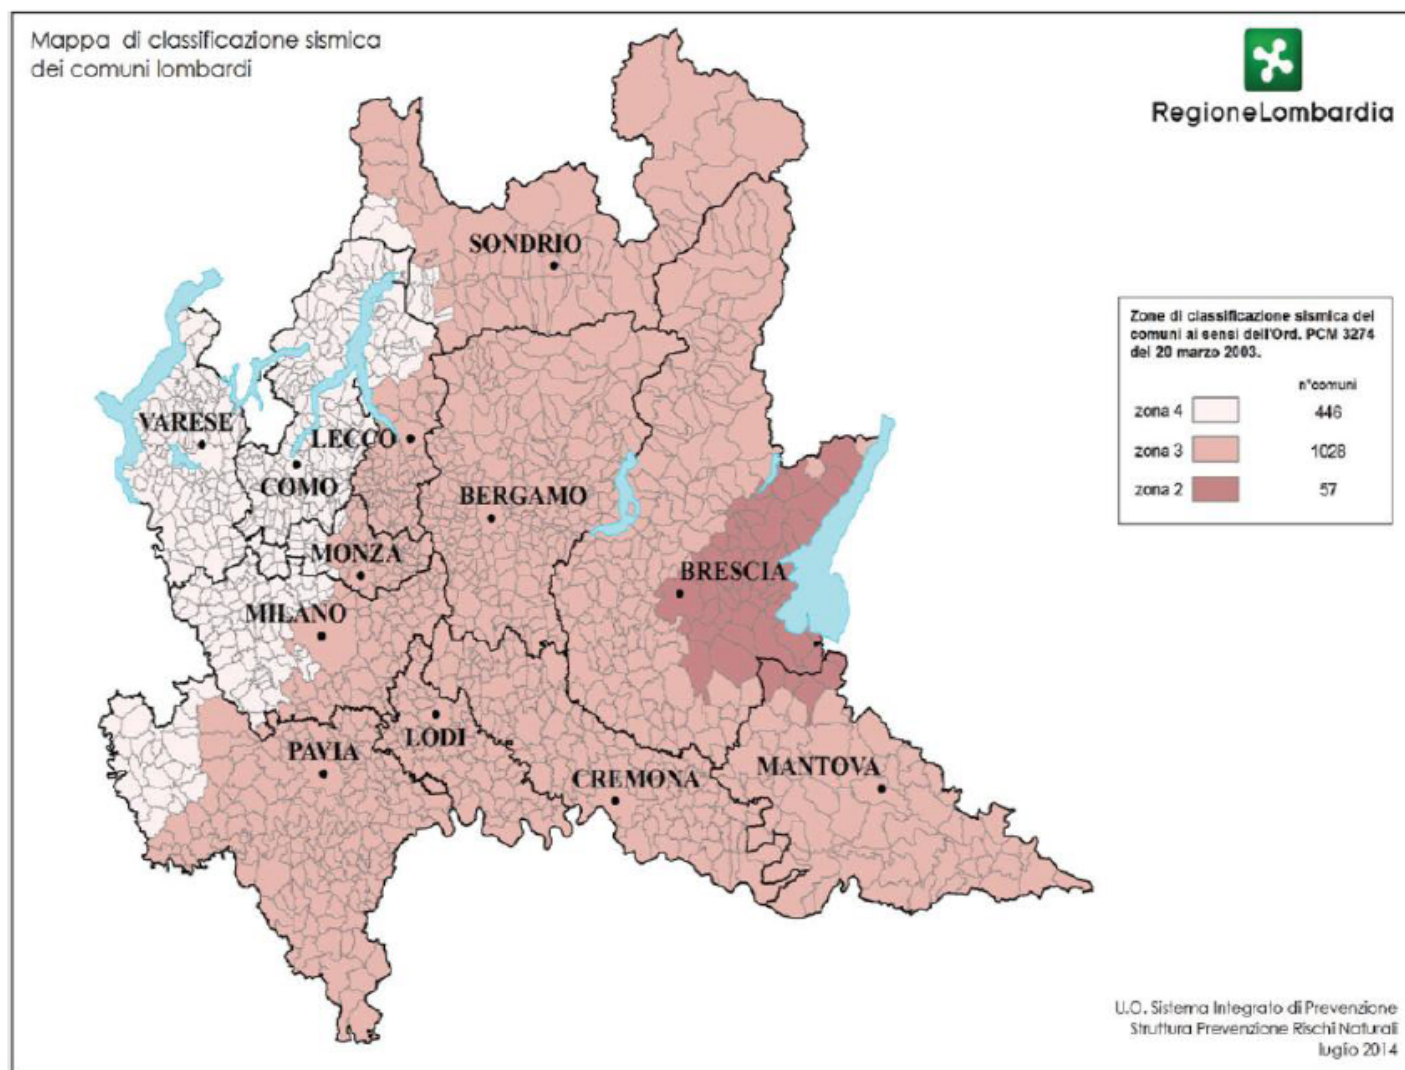 Mappa di classificazione sismica
dei comuni lombardi
RegioneLombardia
SONDRIO
VARESE
LECCO
COMO
BERGAMO
MONZA
BRESCIA
MILANO
PAVIA
LODI
CREMONA
MANTOVA
Zone di classificazione sismica dei
comuni ai sensi dell'Ord. PCM 3274
del 20 marzo 2003.
n°comuni
zona 4 446
zona 3 1028
zona 2 57
U.O. Sistema Integrato di Prevenzione
Struttura Prevenzione Rischi Naturali
luglio 2014